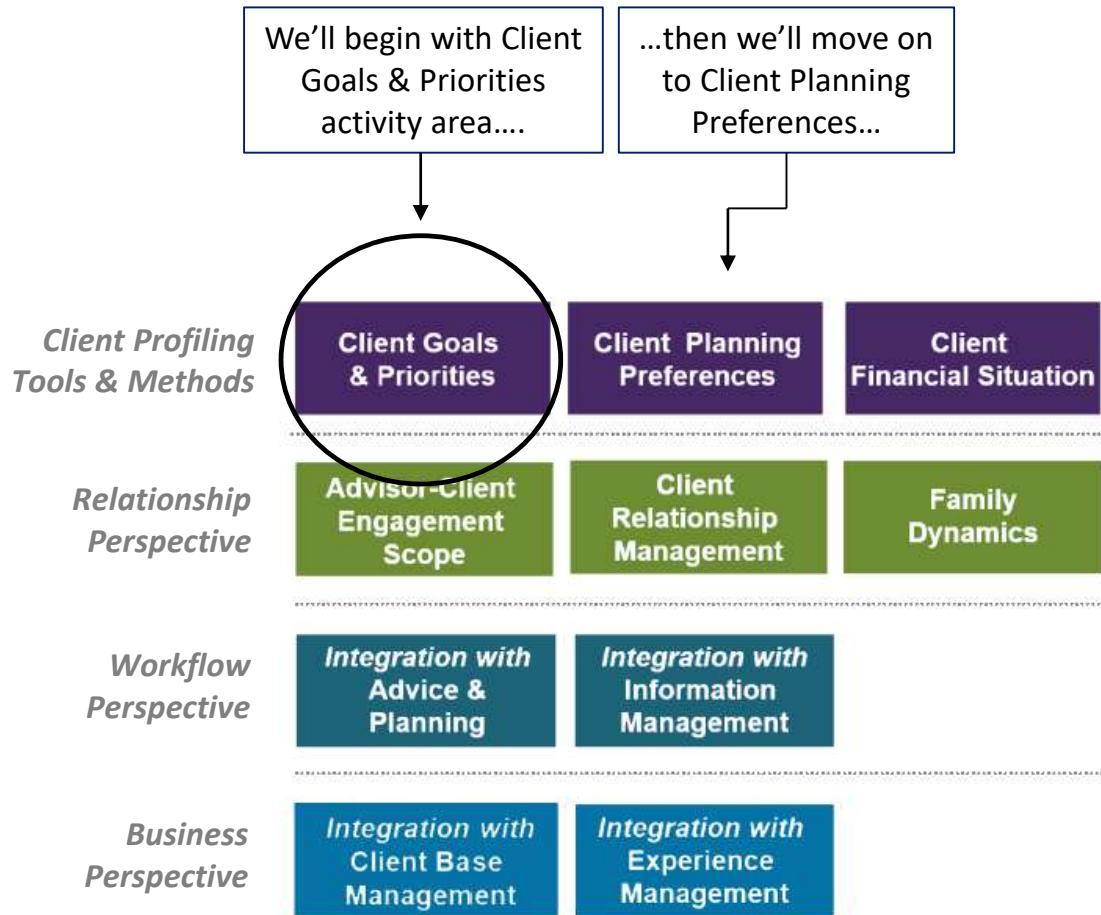 We’ll begin with Client
Goals & Priorities
activity area….
…then we’ll move on
to Client Planning
Preferences…
Client Profiling
Tools & Methods
Client Goals
& Priorities
Client Planning
Preferences
Client
Financial Situation
Relationship
Perspective
Advisor-Client
Engagement
Scope
Client
Relationship
Management
Family
Dynamics
Workflow
Perspective
Integration with
Advice &
Planning
Integration with
Information
Management
Business
Perspective
Integration with
Client Base
Management
Integration with
Experience
Management